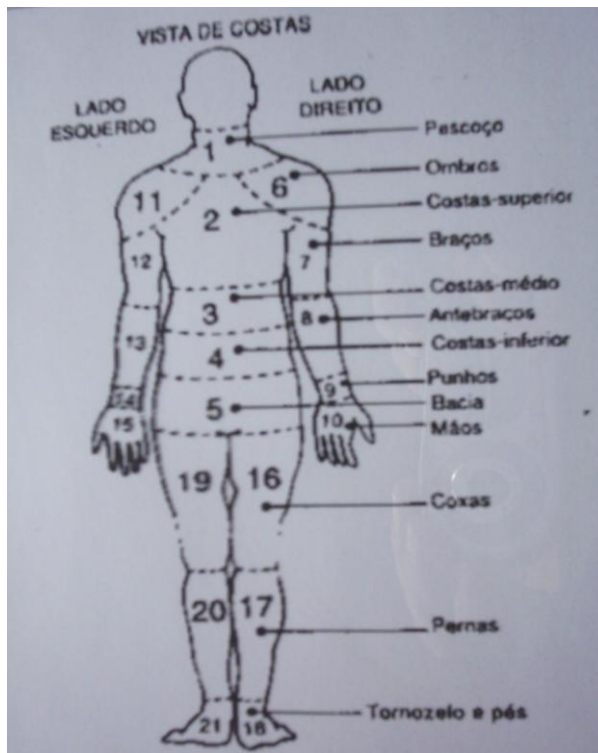 VISTA DE COSTAS
LADO
ESQUERDO
LADO
DIREITO
1
Pescoço
11
6
Ombros
2
Costas-superior
12
7
Braços
3
Costas-médio
13
8
Antebraços
4
Costas-inferior
14
9
Punhos
5
Bacia
15
10
Mãos
19
16
Coxas
20
17
Pernas
21
18
Tornozelo e pés